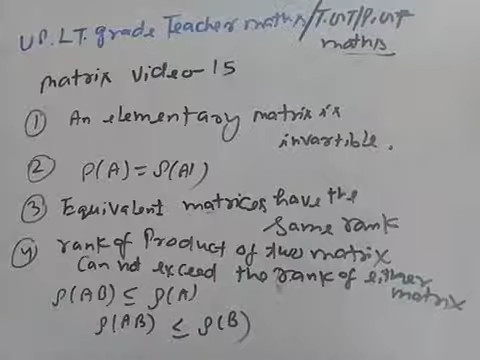 UP. LT. grade Teacher maths/T.GT/P.GT
maths
matrix video-15
① An elementary matrix is
invartible.
② ρ(A) = ρ(A')
③ Equivalent matrices have the
same rank
④ rank of Product of two matrix
can not exceed the rank of either
matrix
ρ(AB) ≤ ρ(A)
ρ(AB) ≤ ρ(B)